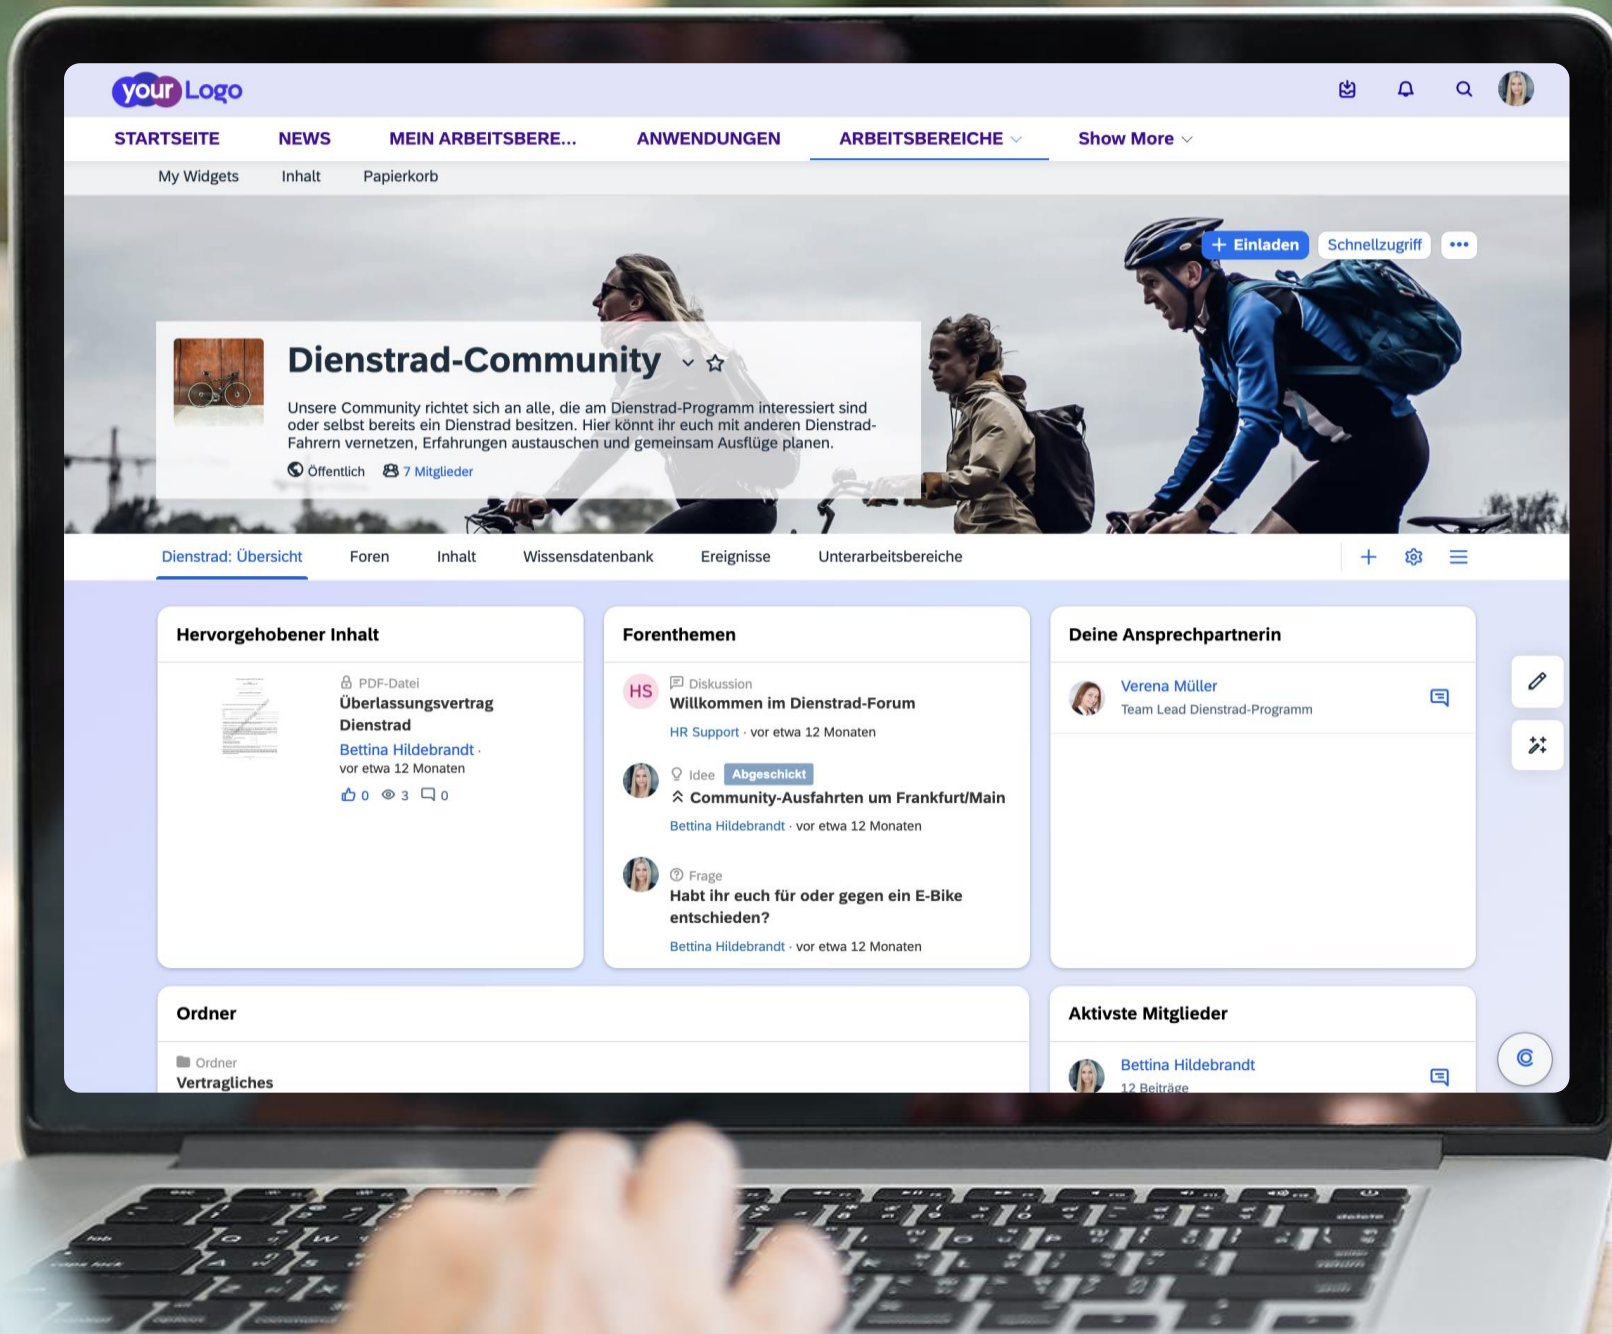 your Logo
STARTSEITE NEWS MEIN ARBEITSBERE... ANWENDUNGEN ARBEITSBEREICHE Show More
My Widgets Inhalt Papierkorb
+ Einladen Schnellzugriff •••
Dienstrad-Community
Unsere Community richtet sich an alle, die am Dienstrad-Programm interessiert sind
oder selbst bereits ein Dienstrad besitzen. Hier könnt ihr euch mit anderen Dienstrad-
Fahrern vernetzen, Erfahrungen austauschen und gemeinsam Ausflüge planen.
Öffentlich 7 Mitglieder
Dienstrad: Übersicht Foren Inhalt Wissensdatenbank Ereignisse Unterarbeitsbereiche
Hervorgehobener Inhalt
PDF-Datei
Überlassungsvertrag
Dienstrad
Bettina Hildebrandt ·
vor etwa 12 Monaten
0 3 0
Forenthemen
HS
Diskussion
Willkommen im Dienstrad-Forum
HR Support · vor etwa 12 Monaten
Idee Abgeschickt
Community-Ausfahrten um Frankfurt/Main
Bettina Hildebrandt · vor etwa 12 Monaten
Frage
Habt ihr euch für oder gegen ein E-Bike
entschieden?
Bettina Hildebrandt · vor etwa 12 Monaten
Deine Ansprechpartnerin
Verena Müller
Team Lead Dienstrad-Programm
Ordner
Ordner
Vertragliches
Aktivste Mitglieder
Bettina Hildebrandt
12 Beiträge
esc
delete
tab
Q W
caps lock
A S